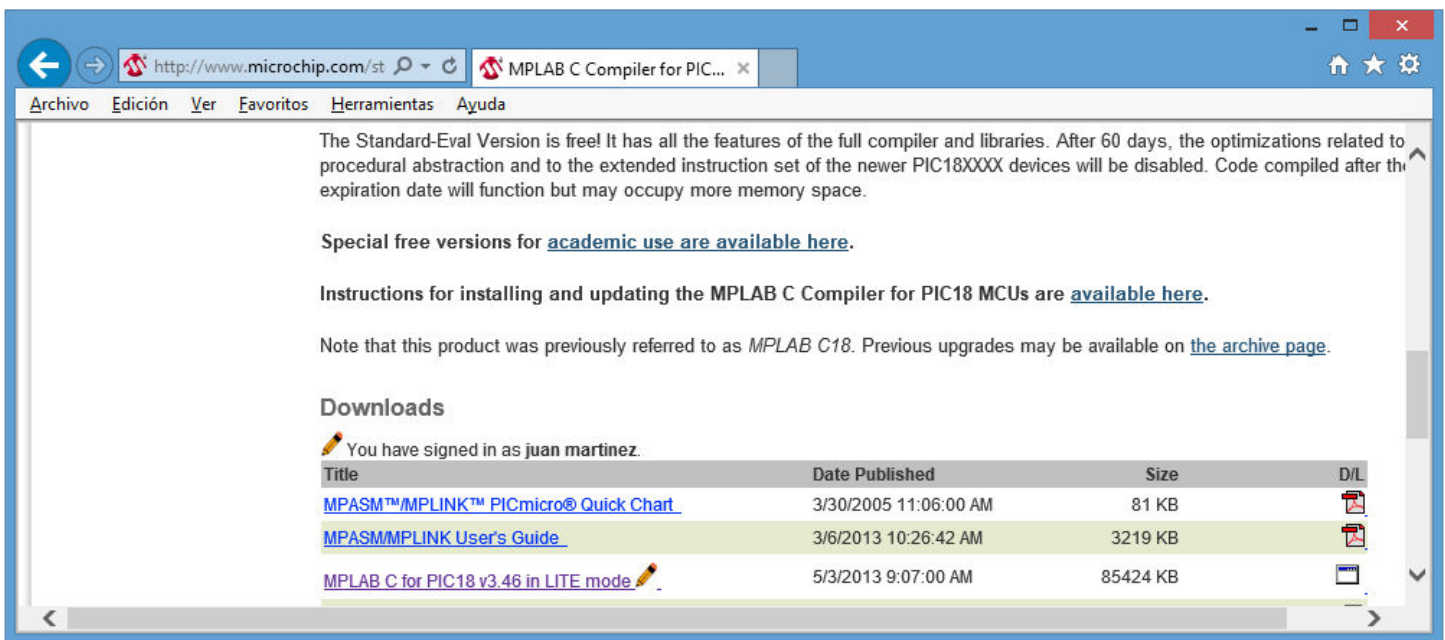 http://www.microchip.com/st
MPLAB C Compiler for PIC...
Archivo Edición Ver Favoritos Herramientas Ayuda
The Standard-Eval Version is free! It has all the features of the full compiler and libraries. After 60 days, the optimizations related to
procedural abstraction and to the extended instruction set of the newer PIC18XXXX devices will be disabled. Code compiled after the
expiration date will function but may occupy more memory space.
Special free versions for academic use are available here.
Instructions for installing and updating the MPLAB C Compiler for PIC18 MCUs are available here.
Note that this product was previously referred to as MPLAB C18. Previous upgrades may be available on the archive page.
Downloads
You have signed in as juan martinez.
Title Date Published Size D/L
MPASM™/MPLINK™ PICmicro® Quick Chart 3/30/2005 11:06:00 AM 81 KB
MPASM/MPLINK User's Guide 3/6/2013 10:26:42 AM 3219 KB
MPLAB C for PIC18 v3.46 in LITE mode 5/3/2013 9:07:00 AM 85424 KB